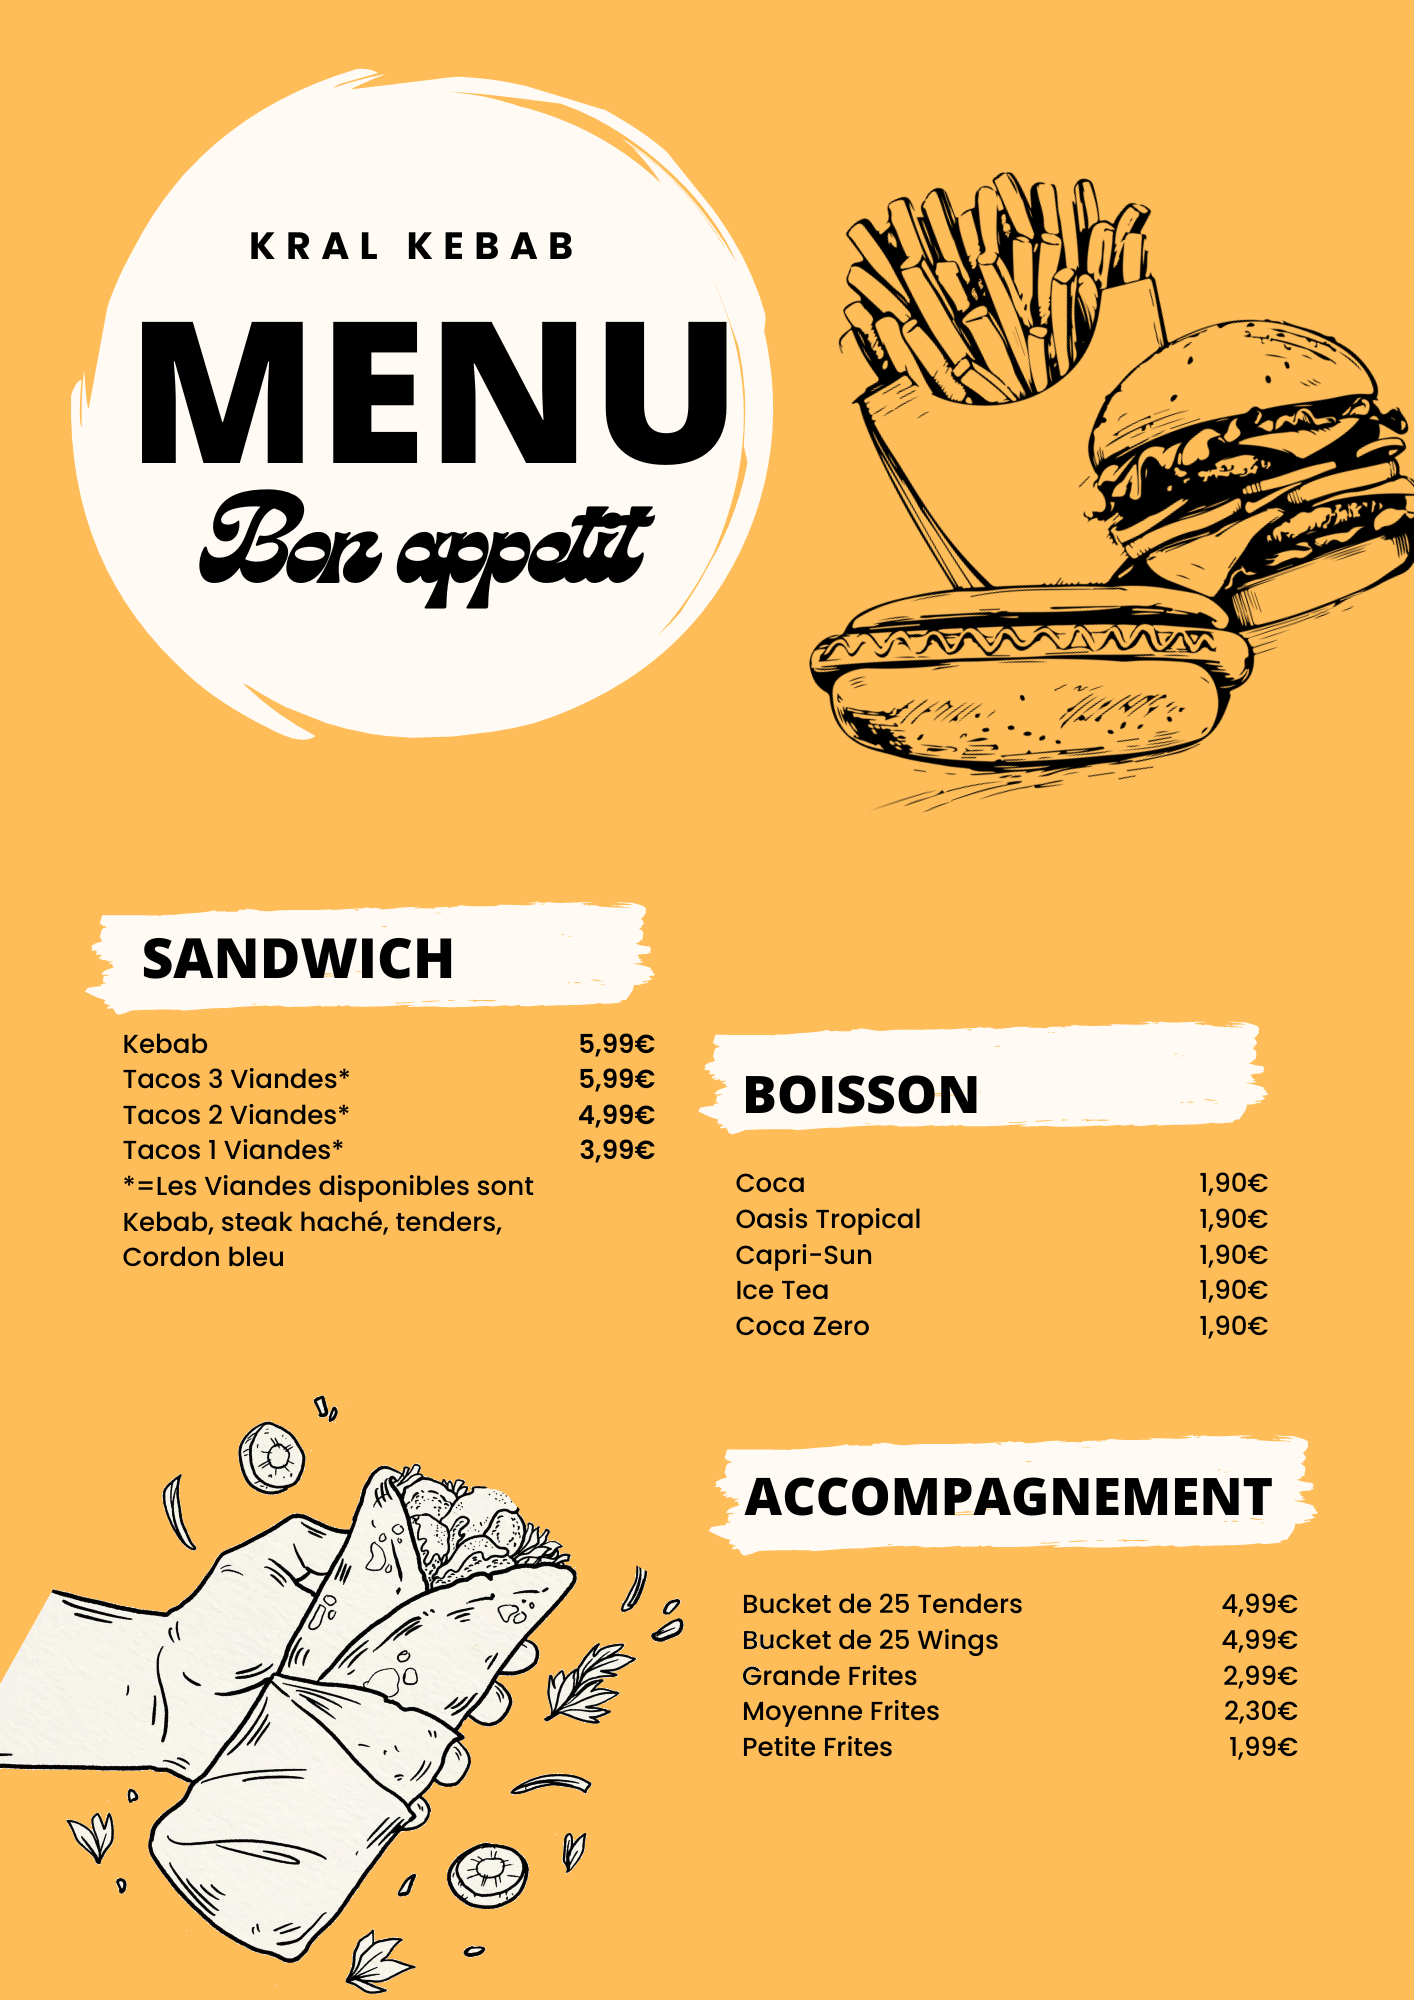 KRAL KEBAB
MENU
Bon appetit
SANDWICH
Kebab 5,99€
Tacos 3 Viandes* 5,99€
Tacos 2 Viandes* 4,99€
Tacos 1 Viandes* 3,99€
*=Les Viandes disponibles sont
Kebab, steak haché, tenders,
Cordon bleu
BOISSON
Coca 1,90€
Oasis Tropical 1,90€
Capri-Sun 1,90€
Ice Tea 1,90€
Coca Zero 1,90€
ACCOMPAGNEMENT
Bucket de 25 Tenders 4,99€
Bucket de 25 Wings 4,99€
Grande Frites 2,99€
Moyenne Frites 2,30€
Petite Frites 1,99€